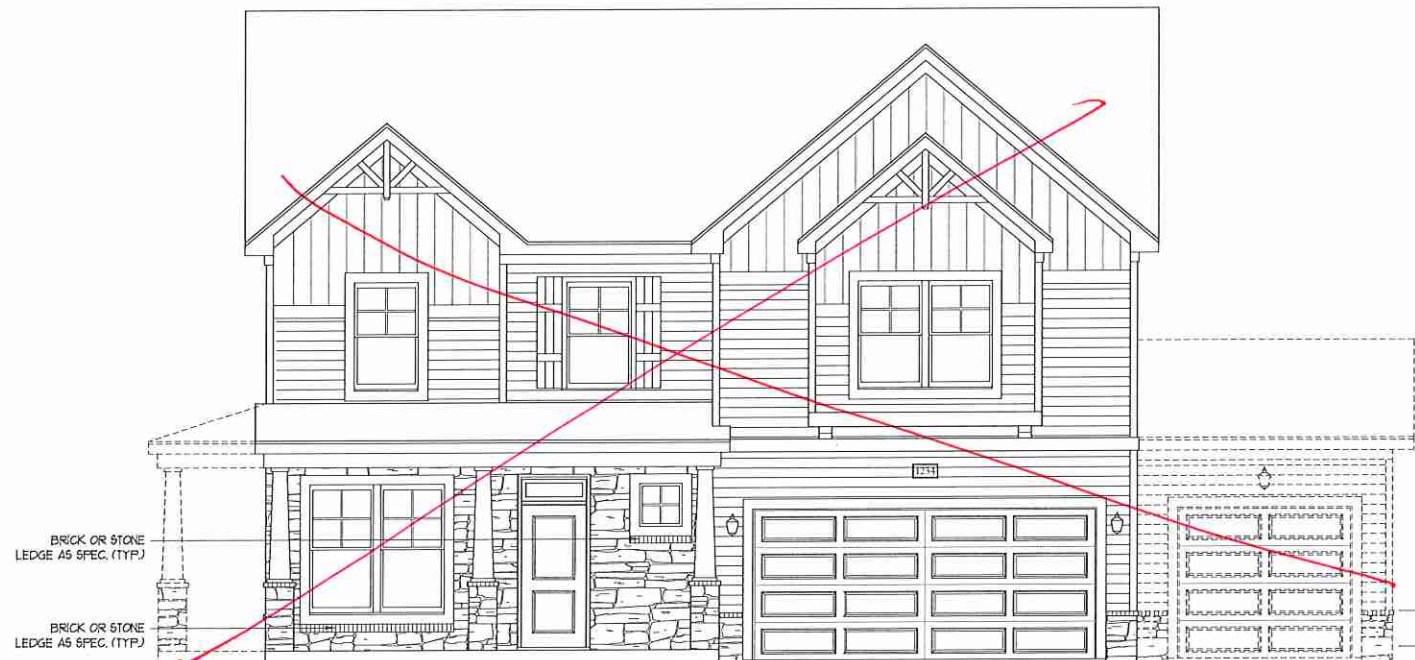 1234
BRICK OR STONE
LEDGE AS SPEC. (TYP.)
BRICK OR STONE
LEDGE AS SPEC. (TYP.)